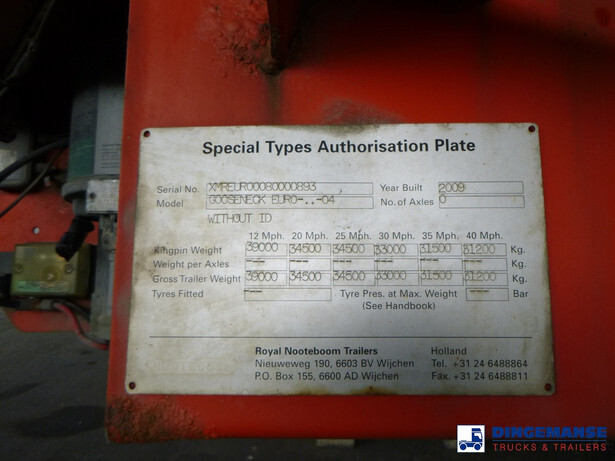 Special Types Authorisation Plate
Serial No. XMREURO0080000893 Year Built 2009
Model GOOSENECK EURO-..-04 No. of Axles 0
WITHOUT ID
12 Mph. 20 Mph. 25 Mph. 30 Mph. 35 Mph. 40 Mph.
Kingpin Weight 39000 34500 34500 33000 31500 31200 Kg.
Weight per Axles --- --- --- --- --- --- Kg.
Gross Trailer Weight 39000 34500 34500 33000 31500 31200 Kg.
Tyres Fitted --- Tyre Pres. at Max. Weight --- Bar
(See Handbook)
Royal Nooteboom Trailers Holland
Nieuweweg 190, 6603 BV Wijchen Tel. +31 24 6488864
P.O. Box 155, 6600 AD Wijchen Fax. +31 24 6488811
DINGEMANSE
TRUCKS & TRAILERS